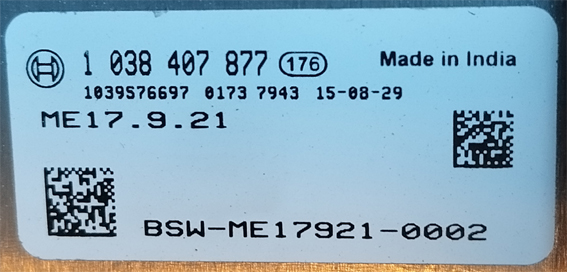 1 038 407 877 176 Made in India
1039S76697 0173 7943 15-08-29
ME17.9.21
BSW-ME17921-0002